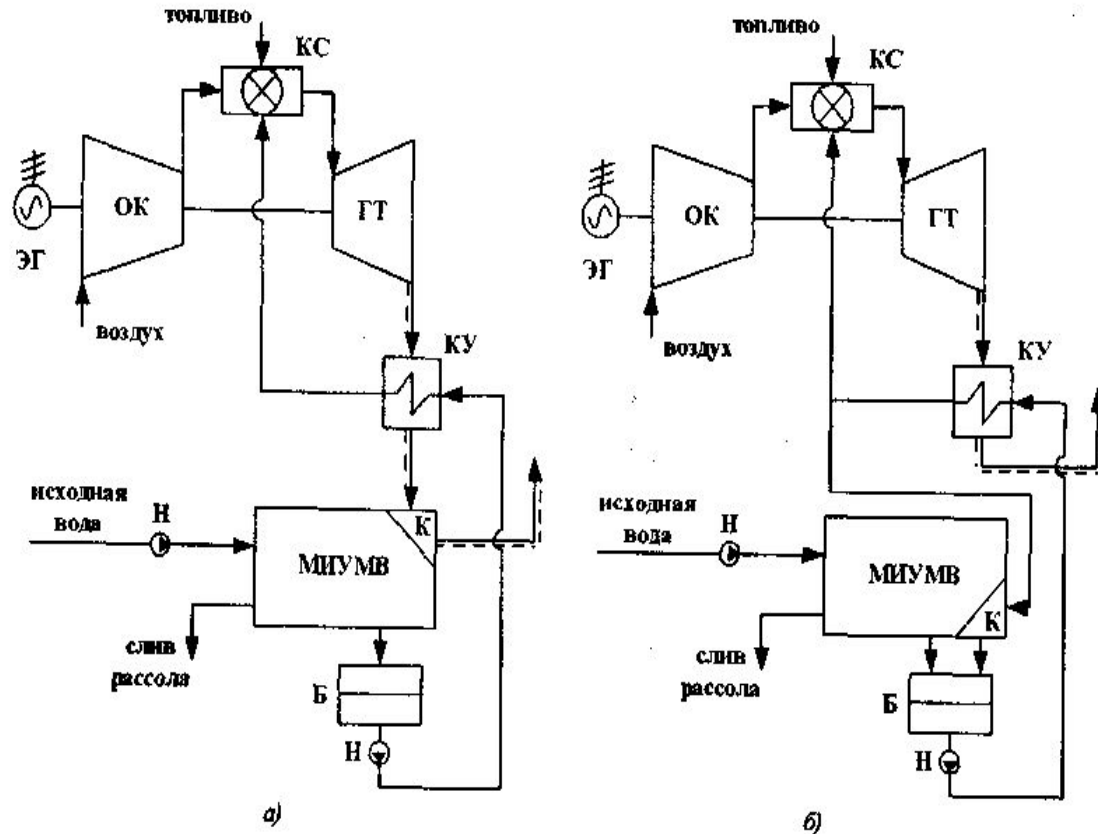 топливо
КС
ОК
ГТ
ЭГ
воздух
КУ
исходная
вода
Н
К
МИУМВ
слив
рассола
Б
Н
а)
топливо
КС
ОК
ГТ
ЭГ
воздух
КУ
исходная
вода
Н
МИУМВ
К
слив
рассола
Б
Н
б)